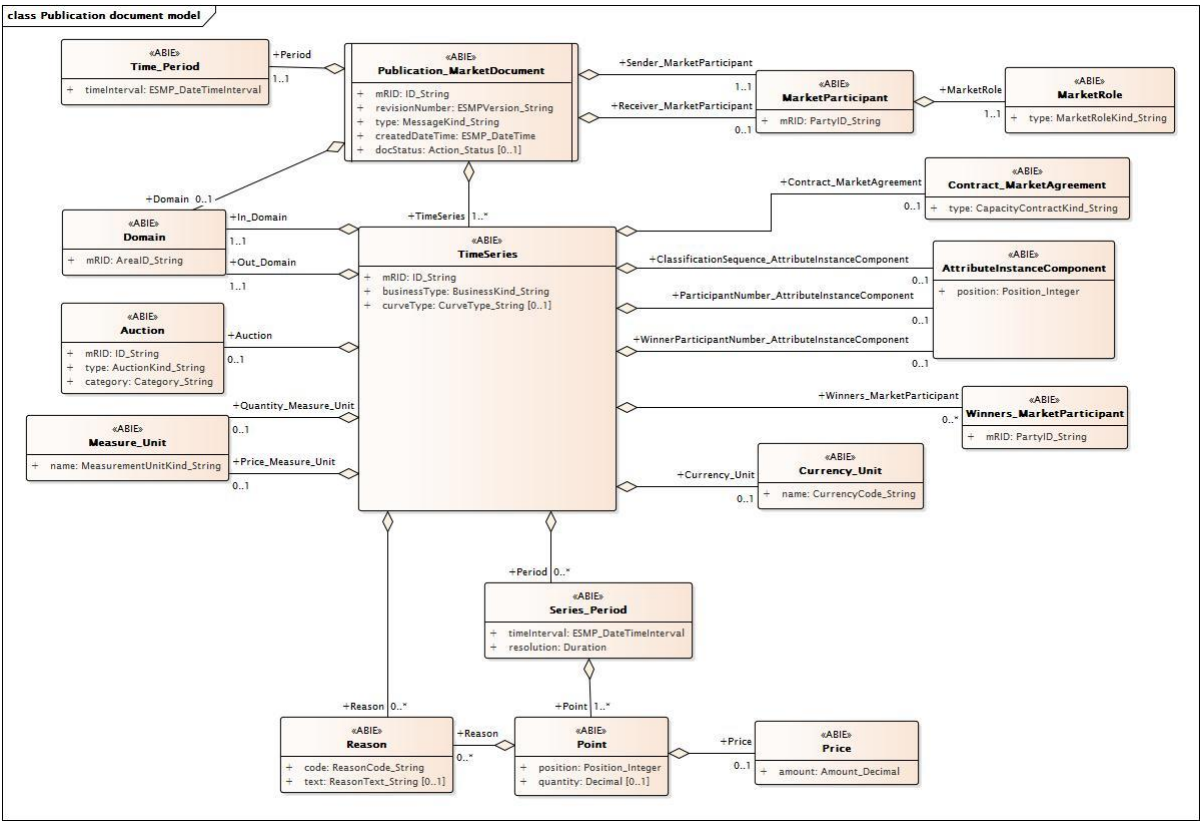 class Publication document model
«ABIE»
Time_Period
+ timeInterval: ESMP_DateTimeInterval
+Period
1..1
«ABIE»
Publication_MarketDocument
+ mRID: ID_String
+ revisionNumber: ESMPVersion_String
+ type: MessageKind_String
+ createdDateTime: ESMP_DateTime
+ docStatus: Action_Status [0..1]
+Sender_MarketParticipant
1..1
+Receiver_MarketParticipant
0..1
«ABIE»
MarketParticipant
+ mRID: PartyID_String
+MarketRole
1..1
«ABIE»
MarketRole
+ type: MarketRoleKind_String
+Domain 0..1
«ABIE»
Domain
+ mRID: AreaID_String
+In_Domain
1..1
+Out_Domain
1..1
+TimeSeries 1..*
«ABIE»
TimeSeries
+ mRID: ID_String
+ businessType: BusinessKind_String
+ curveType: CurveType_String [0..1]
+Contract_MarketAgreement
0..1
«ABIE»
Contract_MarketAgreement
+ type: CapacityContractKind_String
+ClassificationSequence_AttributeInstanceComponent
0..1
+ParticipantNumber_AttributeInstanceComponent
0..1
+WinnerParticipantNumber_AttributeInstanceComponent
0..1
«ABIE»
AttributeInstanceComponent
+ position: Position_Integer
«ABIE»
Auction
+ mRID: ID_String
+ type: AuctionKind_String
+ category: Category_String
+Auction
0..1
+Quantity_Measure_Unit
0..1
«ABIE»
Measure_Unit
+ name: MeasurementUnitKind_String
+Price_Measure_Unit
0..1
+Winners_MarketParticipant
0..*
«ABIE»
Winners_MarketParticipant
+ mRID: PartyID_String
+Currency_Unit
0..1
«ABIE»
Currency_Unit
+ name: CurrencyCode_String
+Period 0..*
«ABIE»
Series_Period
+ timeInterval: ESMP_DateTimeInterval
+ resolution: Duration
+Reason 0..*
«ABIE»
Reason
+ code: ReasonCode_String
+ text: ReasonText_String [0..1]
+Reason
0..*
+Point 1..*
«ABIE»
Point
+ position: Position_Integer
+ quantity: Decimal [0..1]
+Price
0..1
«ABIE»
Price
+ amount: Amount_Decimal